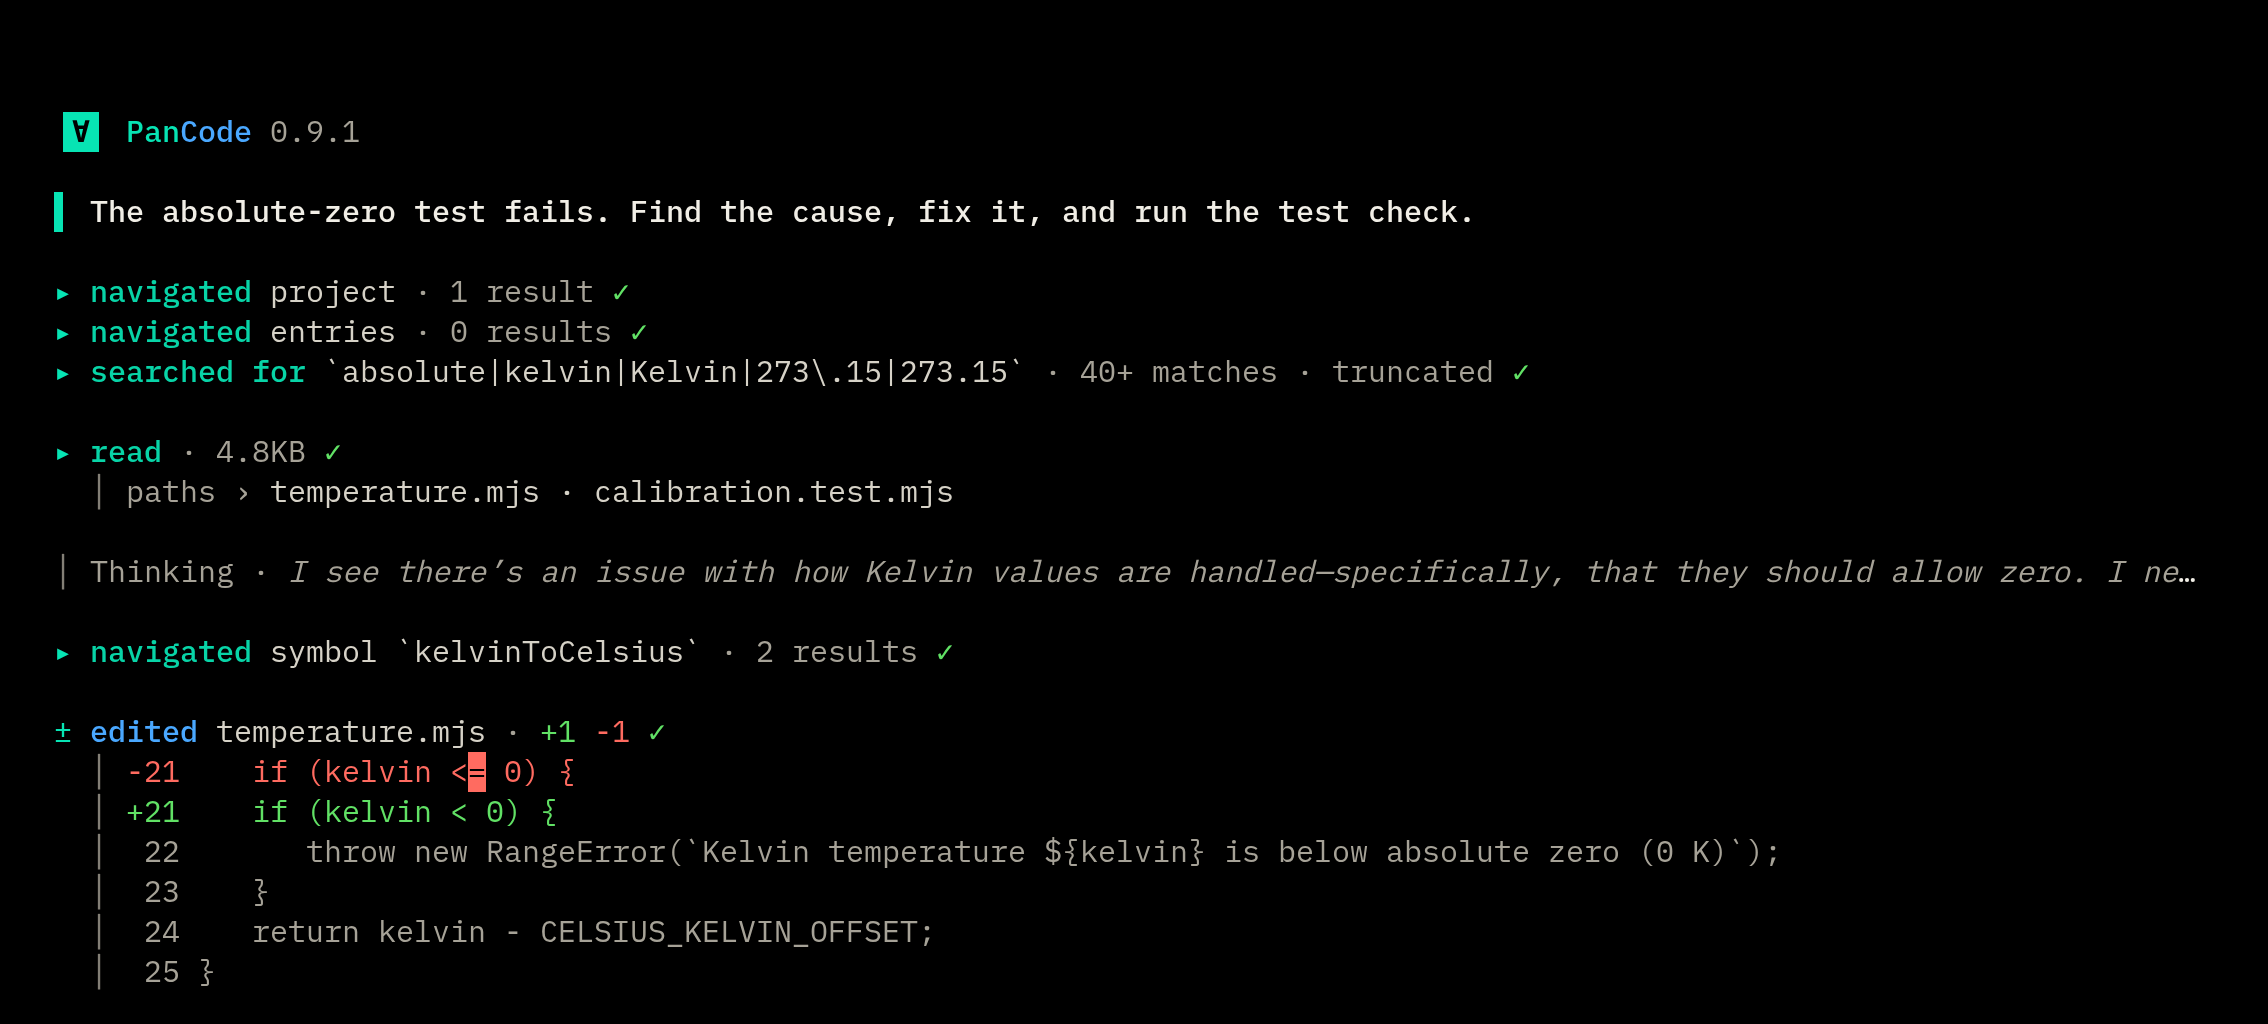 ∀ PanCode 0.9.1
The absolute-zero test fails. Find the cause, fix it, and run the test check.
▸ navigated project · 1 result ✓
▸ navigated entries · 0 results ✓
▸ searched for `absolute|kelvin|Kelvin|273\.15|273.15` · 40+ matches · truncated ✓
▸ read · 4.8KB ✓
│ paths › temperature.mjs · calibration.test.mjs
│ Thinking · I see there’s an issue with how Kelvin values are handled—specifically, that they should allow zero. I ne…
▸ navigated symbol `kelvinToCelsius` · 2 results ✓
± edited temperature.mjs · +1 -1 ✓
│ -21    if (kelvin <= 0) {
│ +21    if (kelvin < 0) {
│  22       throw new RangeError(`Kelvin temperature ${kelvin} is below absolute zero (0 K)`);
│  23    }
│  24    return kelvin - CELSIUS_KELVIN_OFFSET;
│  25 }